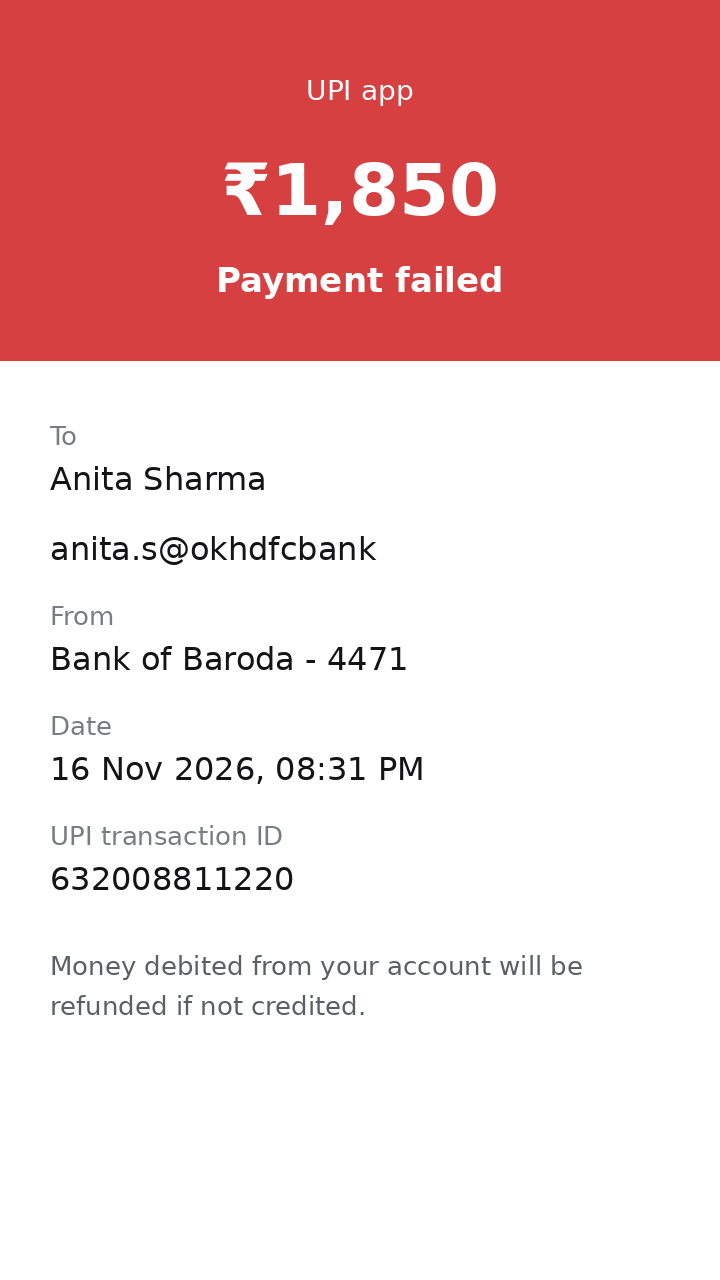 UPI app
₹1,850
Payment failed
To
Anita Sharma
anita.s@okhdfcbank
From
Bank of Baroda - 4471
Date
16 Nov 2026, 08:31 PM
UPI transaction ID
632008811220
Money debited from your account will be
refunded if not credited.